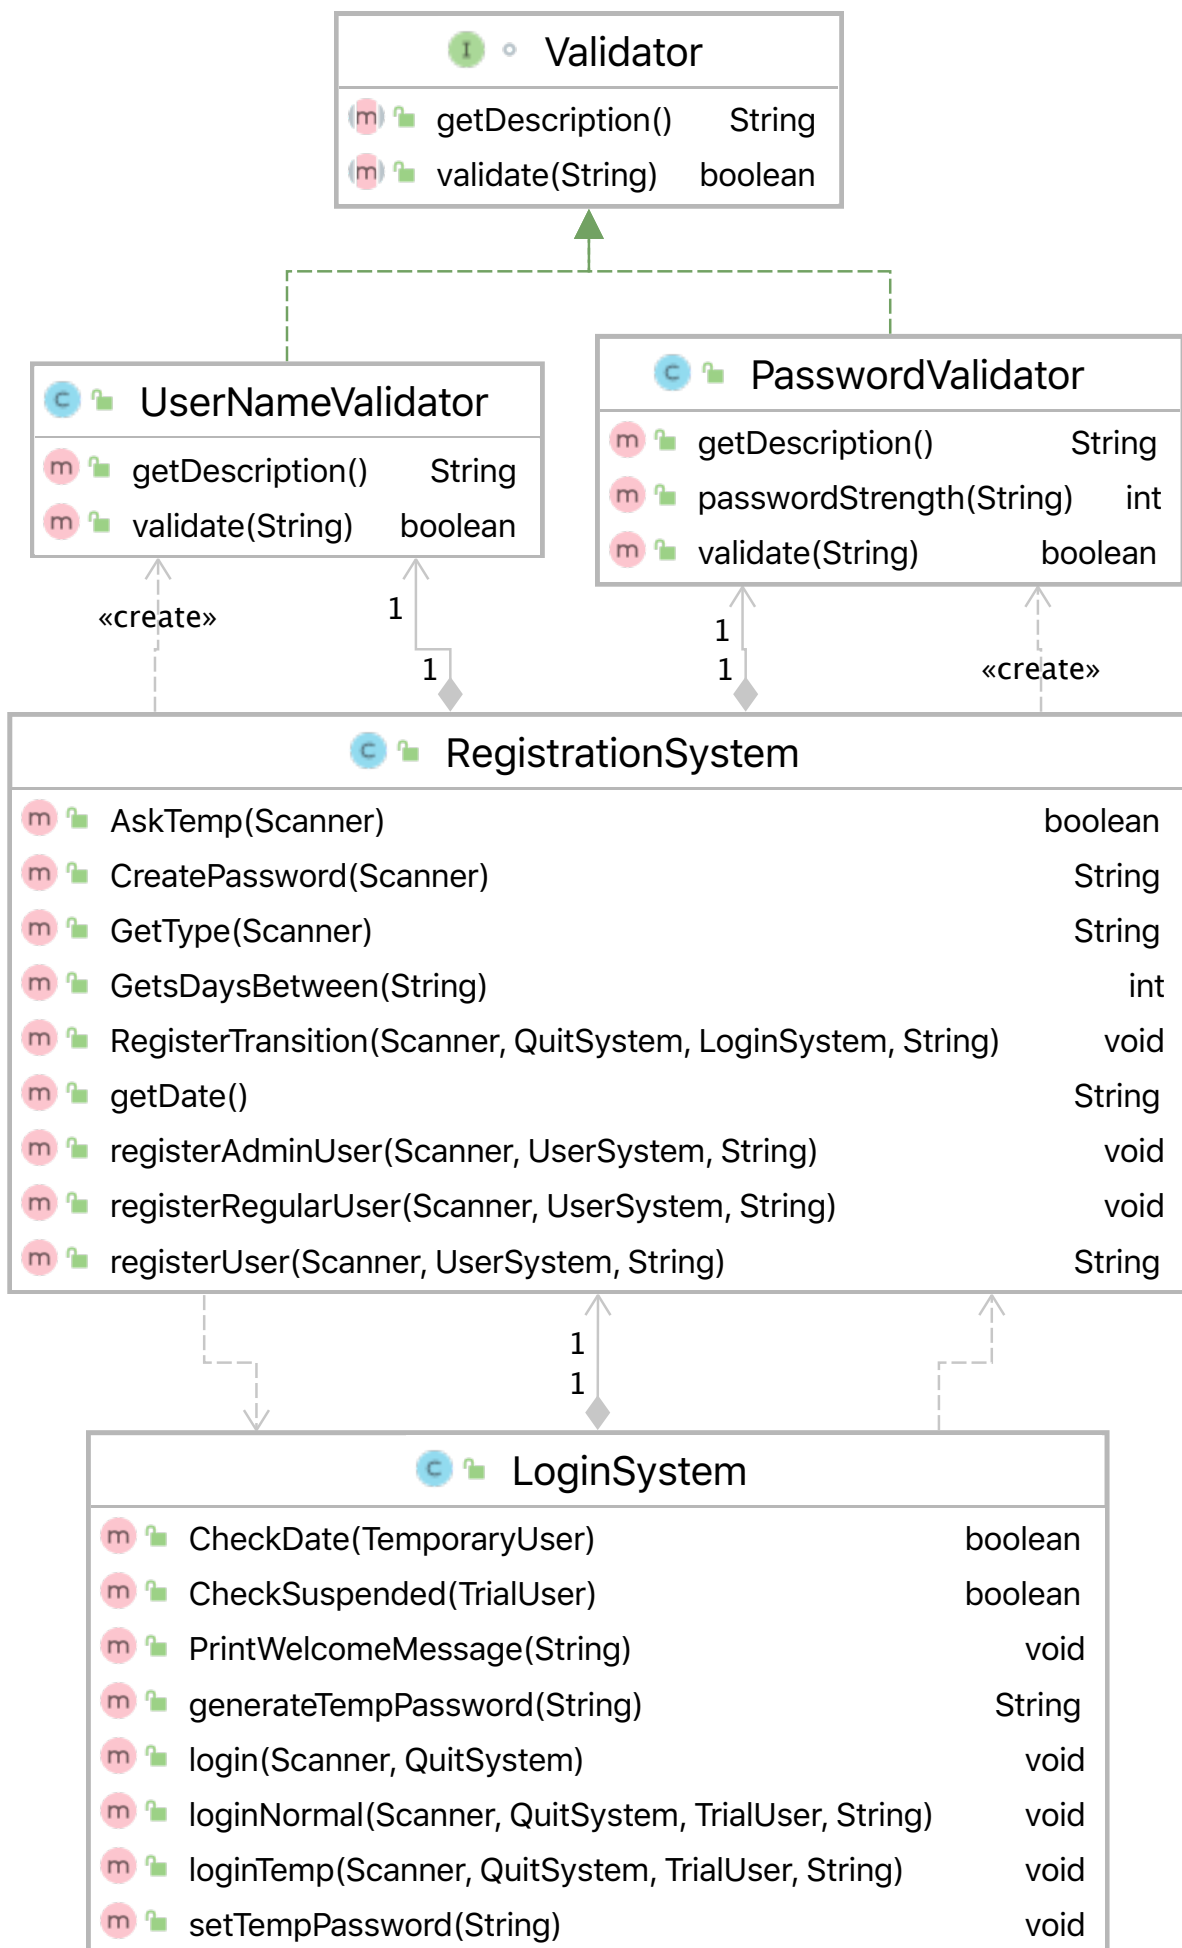 I Validator
m getDescription() String
m validate(String) boolean
C UserNameValidator
m getDescription() String
m validate(String) boolean
C PasswordValidator
m getDescription() String
m passwordStrength(String) int
m validate(String) boolean
«create»
1
1
1
1
«create»
C RegistrationSystem
m AskTemp(Scanner) boolean
m CreatePassword(Scanner) String
m GetType(Scanner) String
m GetsDaysBetween(String) int
m RegisterTransition(Scanner, QuitSystem, LoginSystem, String) void
m getDate() String
m registerAdminUser(Scanner, UserSystem, String) void
m registerRegularUser(Scanner, UserSystem, String) void
m registerUser(Scanner, UserSystem, String) String
1
1
C LoginSystem
m CheckDate(TemporaryUser) boolean
m CheckSuspended(TrialUser) boolean
m PrintWelcomeMessage(String) void
m generateTempPassword(String) String
m login(Scanner, QuitSystem) void
m loginNormal(Scanner, QuitSystem, TrialUser, String) void
m loginTemp(Scanner, QuitSystem, TrialUser, String) void
m setTempPassword(String) void